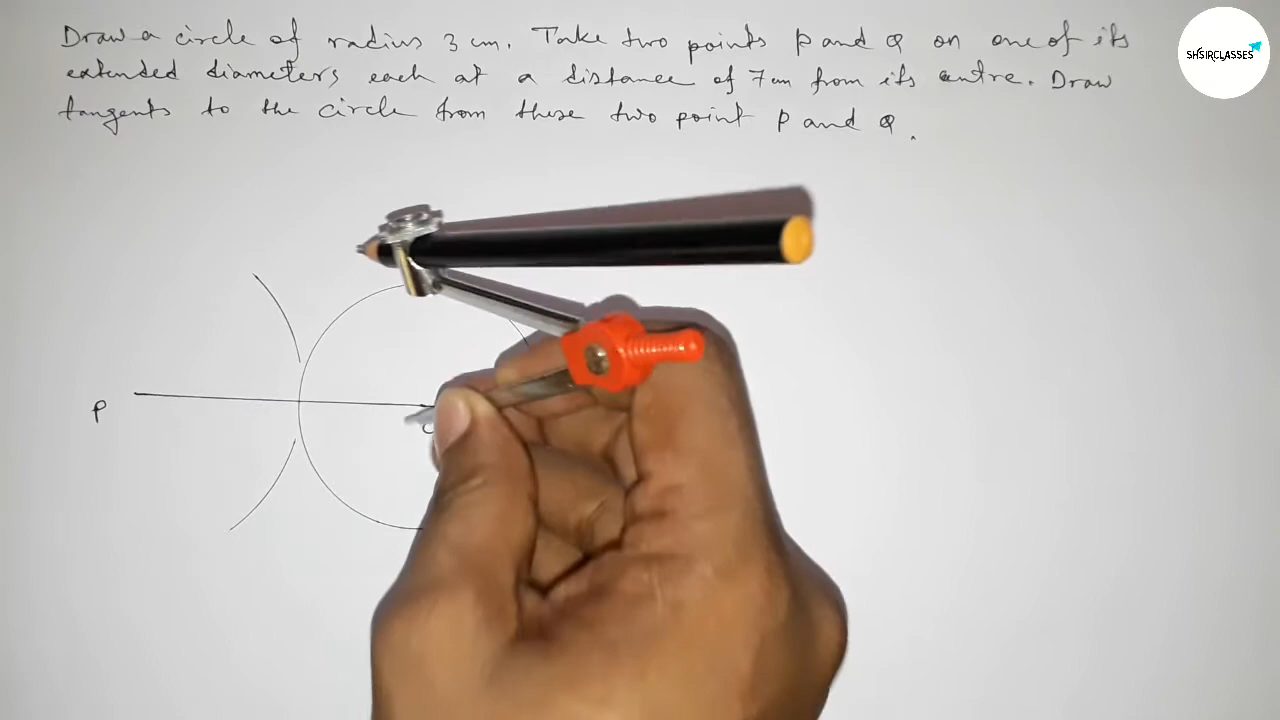 Draw a circle of radius 3 cm. Take two points P and Q on one of its
extended diameters each at a distance of 7 cm from its centre. Draw
tangents to the circle from these two point P and Q.
SHSIRCLASSES
P